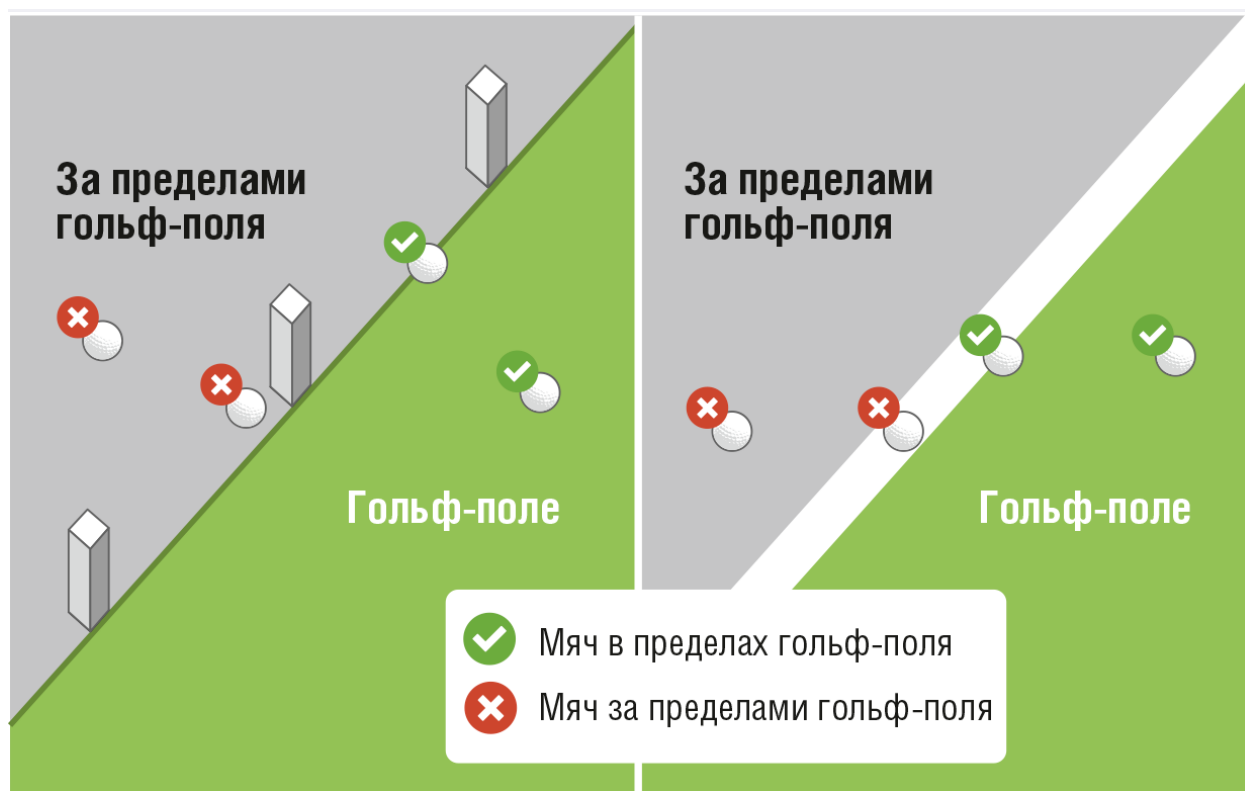 За пределами
гольф-поля
Гольф-поле
За пределами
гольф-поля
Гольф-поле
Мяч в пределах гольф-поля
Мяч за пределами гольф-поля